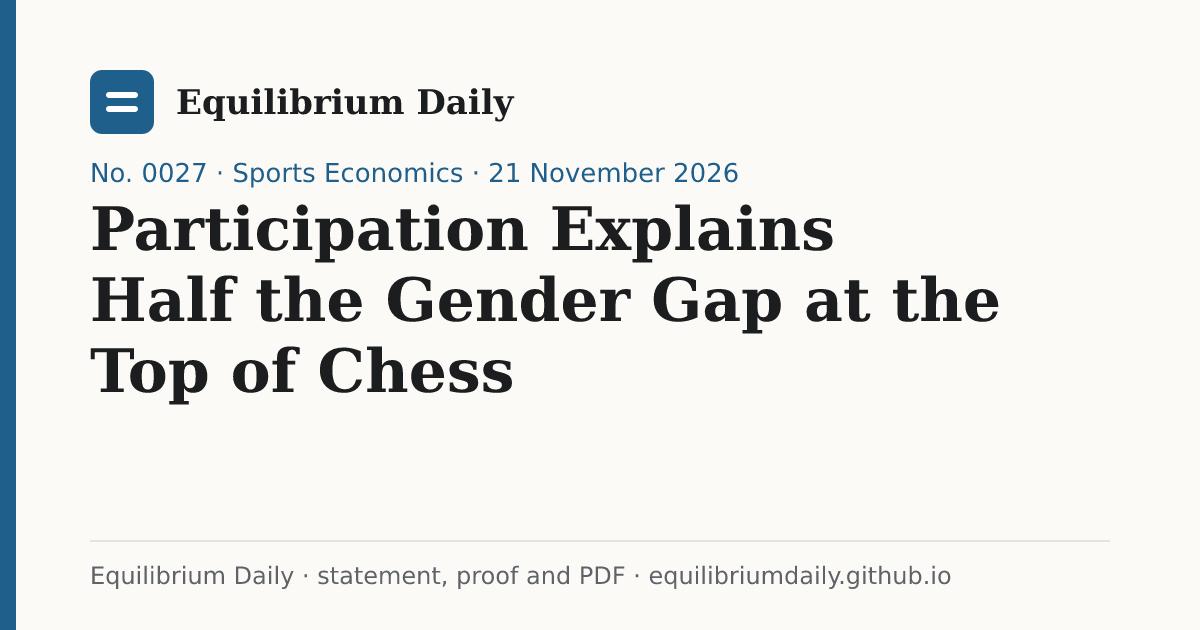 Equilibrium Daily
No. 0027 · Sports Economics · 21 November 2026
Participation Explains
Half the Gender Gap at the
Top of Chess
Equilibrium Daily · statement, proof and PDF · equilibriumdaily.github.io